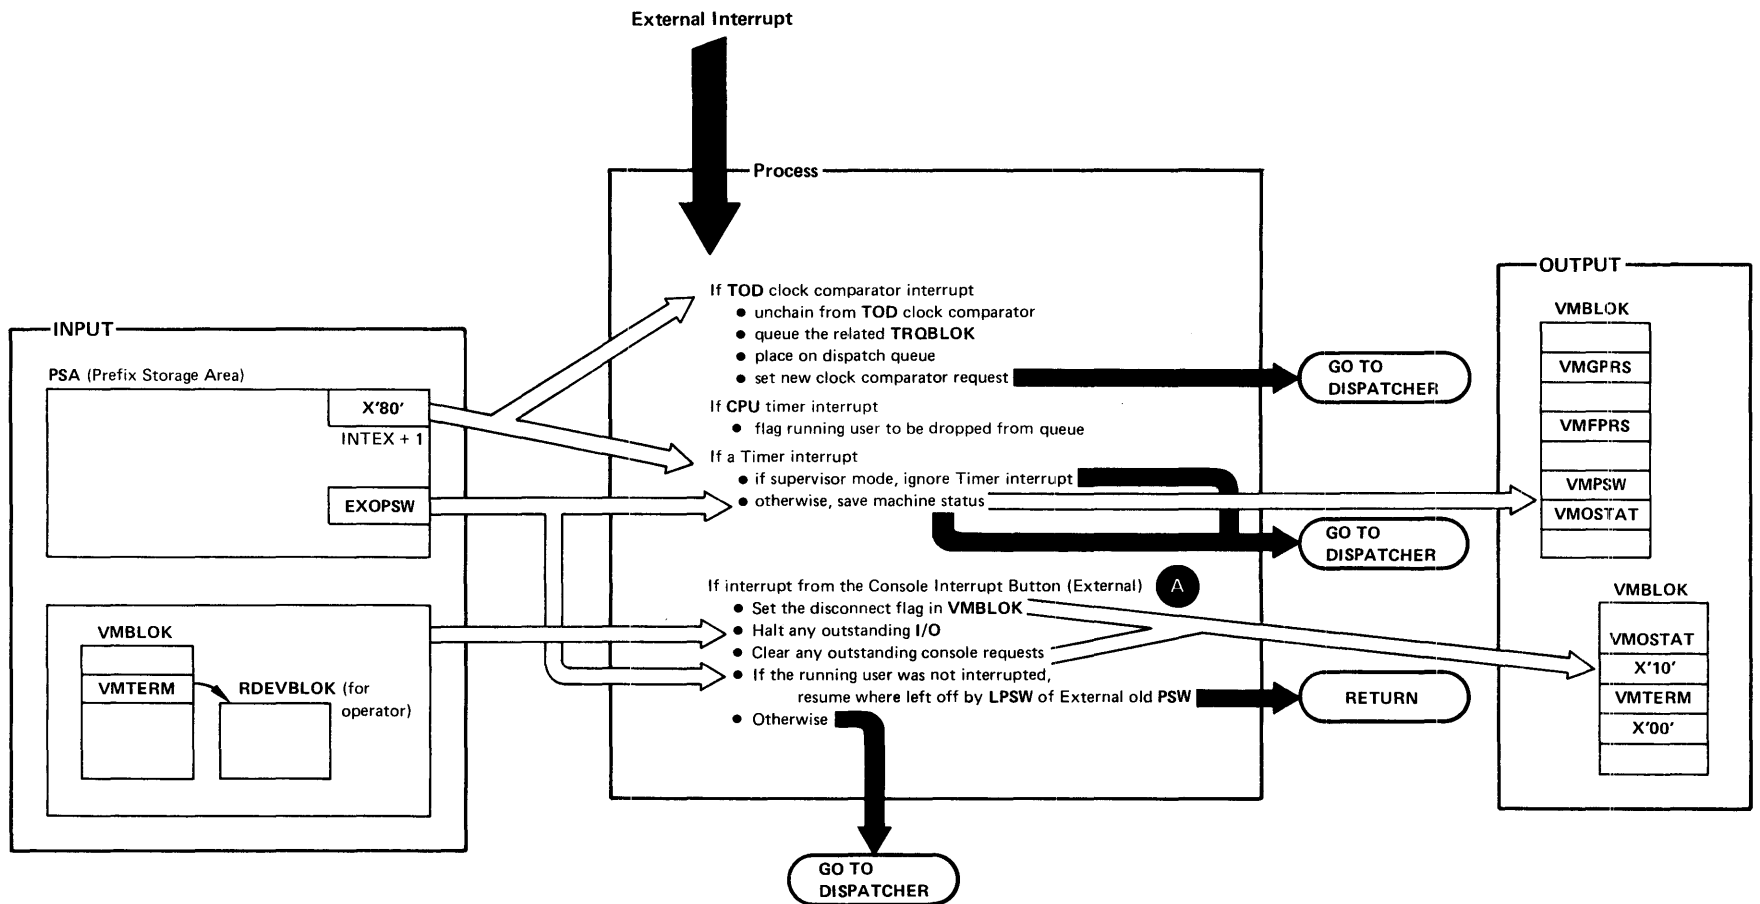 External Interrupt
Process
If TOD clock comparator interrupt
● unchain from TOD clock comparator
● queue the related TRQBLOK
● place on dispatch queue
● set new clock comparator request
GO TO
DISPATCHER
If CPU timer interrupt
● flag running user to be dropped from queue
If a Timer interrupt
● if supervisor mode, ignore Timer interrupt
● otherwise, save machine status
GO TO
DISPATCHER
If interrupt from the Console Interrupt Button (External)
A
● Set the disconnect flag in VMBLOK
● Halt any outstanding I/O
● Clear any outstanding console requests
● If the running user was not interrupted,
resume where left off by LPSW of External old PSW
RETURN
● Otherwise
GO TO
DISPATCHER
INPUT
PSA (Prefix Storage Area)
X'80'
INTEX + 1
EXOPSW
VMBLOK
VMTERM
RDEVBLOK (for
operator)
OUTPUT
VMBLOK
VMGPRS
VMFPRS
VMPSW
VMOSTAT
VMBLOK
VMOSTAT
X'10'
VMTERM
X'00'